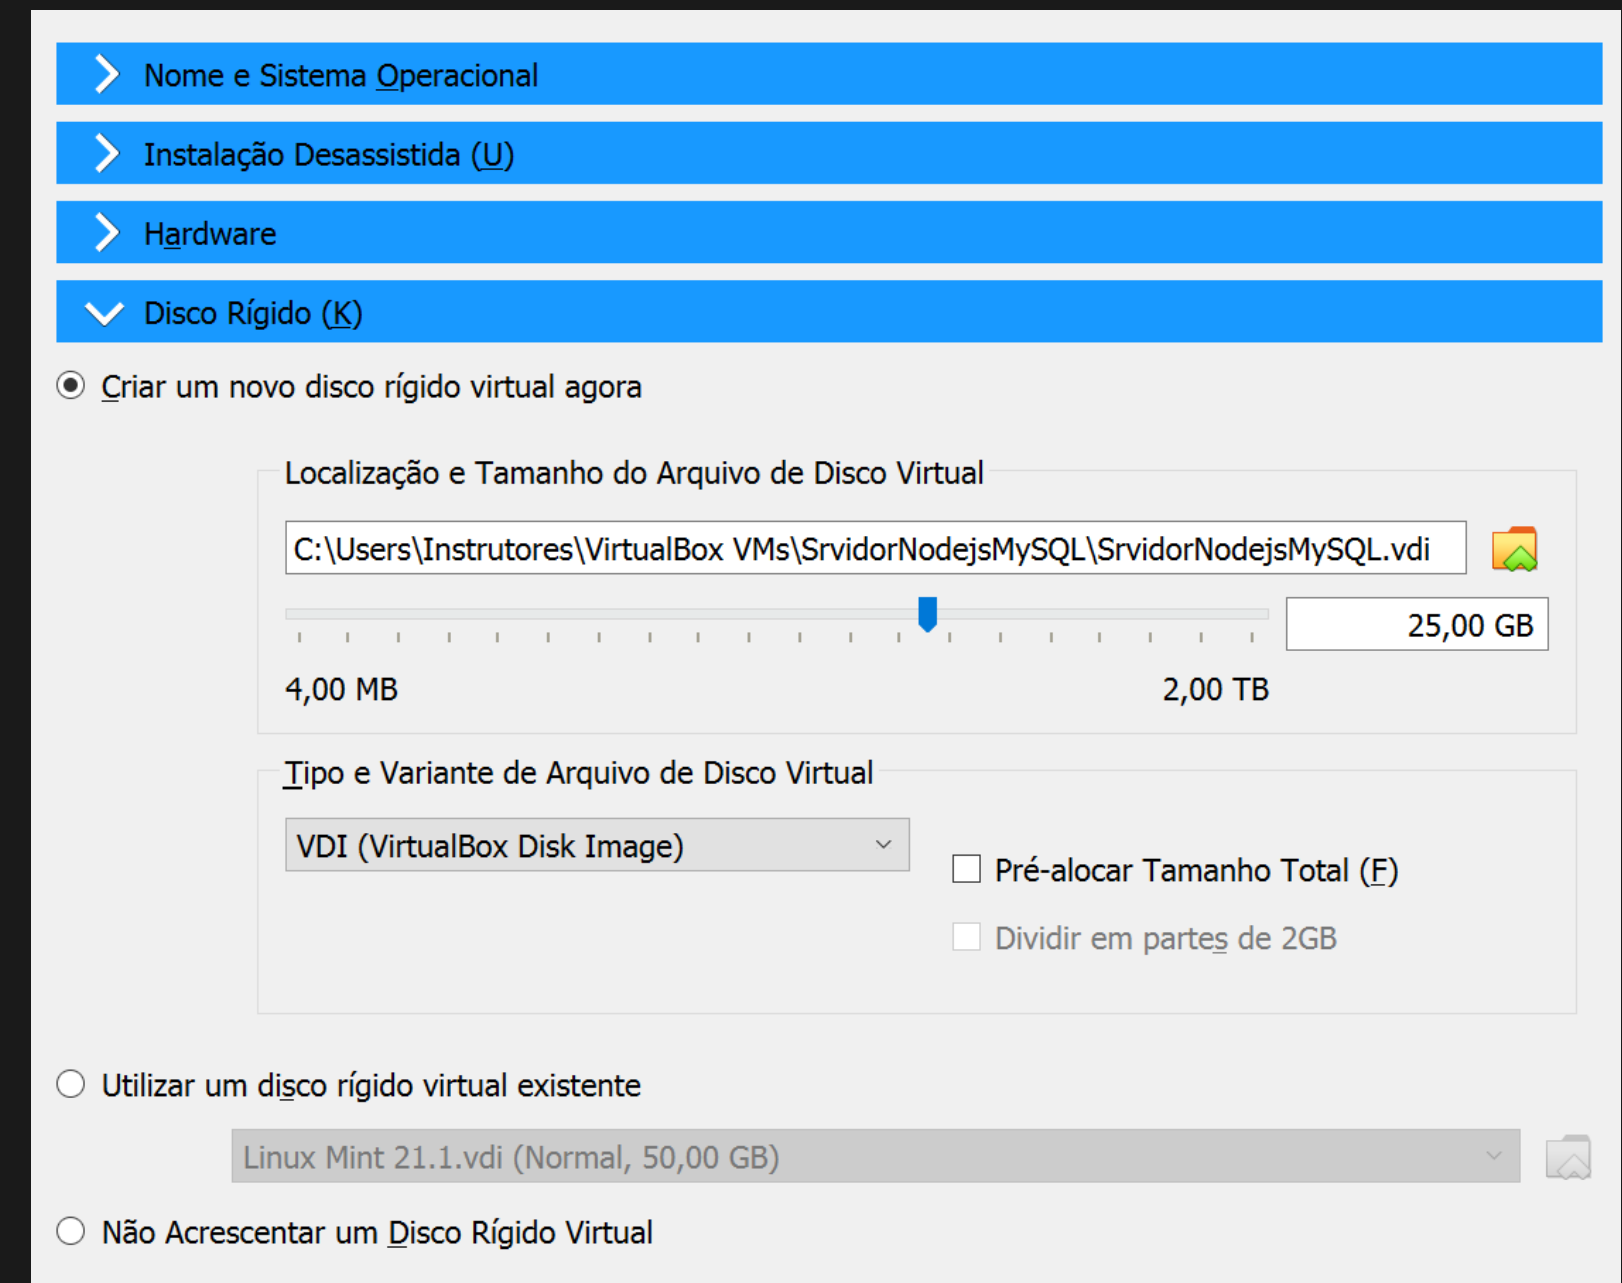 Nome e Sistema Operacional
Instalação Desassistida (U)
Hardware
Disco Rígido (K)
Criar um novo disco rígido virtual agora
Localização e Tamanho do Arquivo de Disco Virtual
C:\Users\Instrutores\VirtualBox VMs\SrvidorNodejsMySQL\SrvidorNodejsMySQL.vdi
25,00 GB
4,00 MB 2,00 TB
Tipo e Variante de Arquivo de Disco Virtual
VDI (VirtualBox Disk Image)
Pré-alocar Tamanho Total (F)
Dividir em partes de 2GB
Utilizar um disco rígido virtual existente
Linux Mint 21.1.vdi (Normal, 50,00 GB)
Não Acrescentar um Disco Rígido Virtual